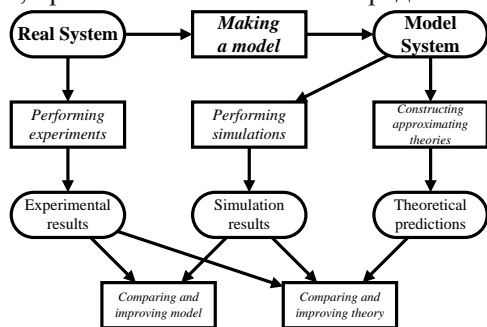 Real System
Making
a model
Model
System
Performing
experiments
Performing
simulations
Constructing
approximating
theories
Experimental
results
Simulation
results
Theoretical
predictions
Comparing and
improving model
Comparing and
improving theory